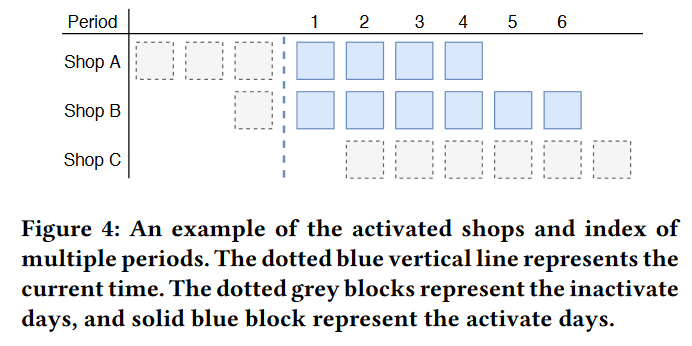 Period 1 2 3 4 5 6
Shop A
Shop B
Shop C
Figure 4: An example of the activated shops and index of
multiple periods. The dotted blue vertical line represents the
current time. The dotted grey blocks represent the inactivate
days, and solid blue block represent the activate days.